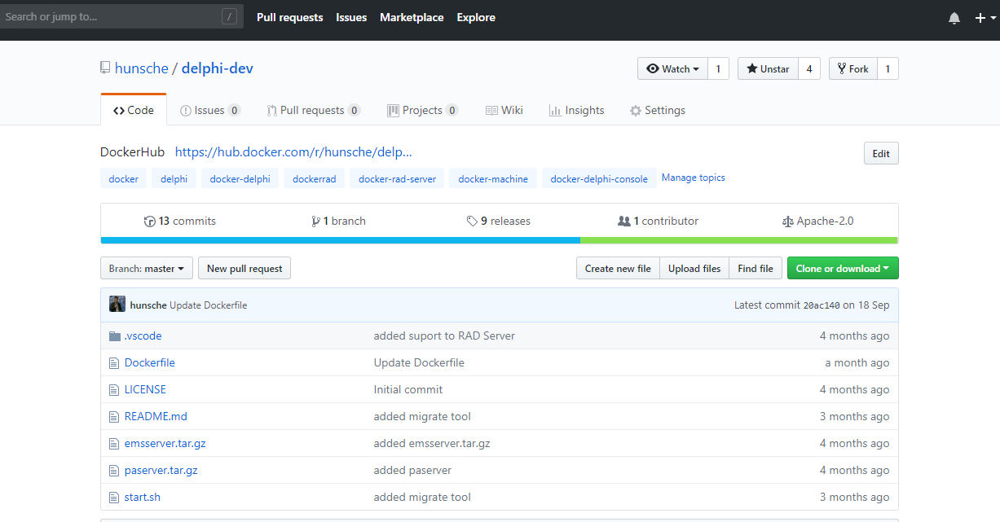 Search or jump to... / Pull requests Issues Marketplace Explore
hunsche / delphi-dev Watch 1 Unstar 4 Fork 1
Code Issues 0 Pull requests 0 Projects 0 Wiki Insights Settings
DockerHub https://hub.docker.com/r/hunsche/delp... Edit
docker delphi docker-delphi dockerrad docker-rad-server docker-machine docker-delphi-console Manage topics
13 commits 1 branch 9 releases 1 contributor Apache-2.0
Branch: master New pull request Create new file Upload files Find file Clone or download
hunsche Update Dockerfile Latest commit 20ac140 on 18 Sep
.vscode added suport to RAD Server 4 months ago
Dockerfile Update Dockerfile a month ago
LICENSE Initial commit 4 months ago
README.md added migrate tool 3 months ago
emsserver.tar.gz added emsserver.tar.gz 4 months ago
paserver.tar.gz added paserver 4 months ago
start.sh added migrate tool 3 months ago